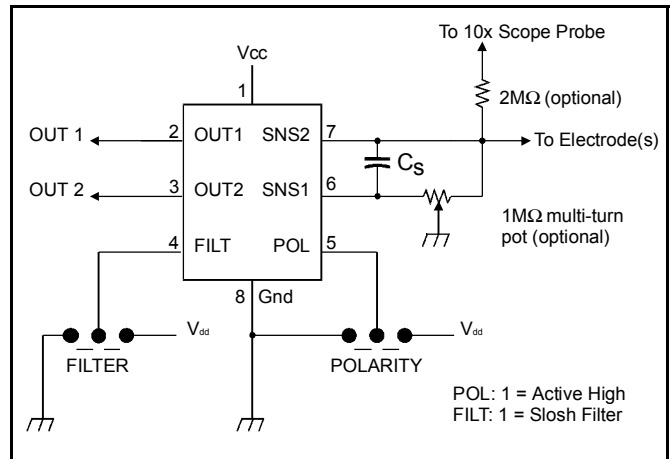 To 10x Scope Probe
Vcc
1
2MΩ (optional)
OUT 1
2
OUT1
SNS2
7
To Electrode(s)
CS
OUT 2
3
OUT2
SNS1
6
1MΩ multi-turn
pot (optional)
4
FILT
POL
5
8
Gnd
Vdd
Vdd
FILTER
POLARITY
POL: 1 = Active High
FILT: 1 = Slosh Filter